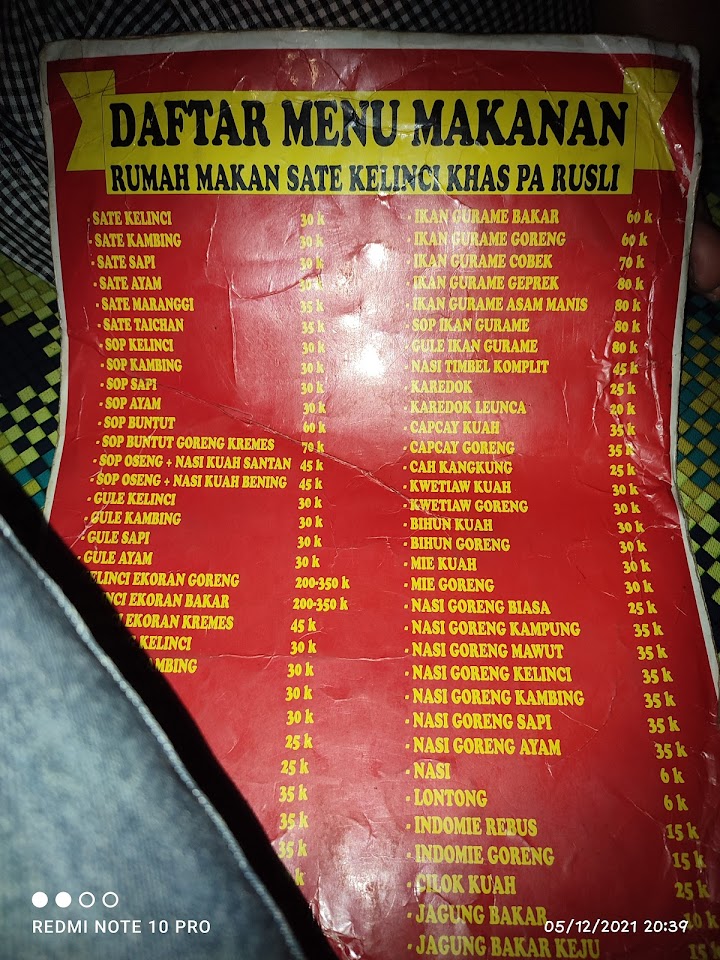 DAFTAR MENU MAKANAN
RUMAH MAKAN SATE KELINCI KHAS PA RUSLI
- SATE KELINCI 30 k
- SATE KAMBING 30 k
- SATE SAPI 30 k
- SATE AYAM 30 k
- SATE MARANGGI 35 k
- SATE TAICHAN 35 k
- SOP KELINCI 30 k
- SOP KAMBING 30 k
- SOP SAPI 30 k
- SOP AYAM 30 k
- SOP BUNTUT 60 k
- SOP BUNTUT GORENG KREMES 70 k
- SOP OSENG + NASI KUAH SANTAN 45 k
- SOP OSENG + NASI KUAH BENING 45 k
- GULE KELINCI 30 k
- GULE KAMBING 30 k
- GULE SAPI 30 k
- GULE AYAM 30 k
ELINCI EKORAN GORENG 200-350 k
NCI EKORAN BAKAR 200-350 k
EKORAN KREMES 45 k
KELINCI 30 k
MBING 30 k
30 k
30 k
25 k
25 k
35 k
35 k
35 k
k
- IKAN GURAME BAKAR 60 k
- IKAN GURAME GORENG 60 k
- IKAN GURAME COBEK 70 k
- IKAN GURAME GEPREK 80 k
- IKAN GURAME ASAM MANIS 80 k
- SOP IKAN GURAME 80 k
- GULE IKAN GURAME 80 k
- NASI TIMBEL KOMPLIT 45 k
- KAREDOK 25 k
- KAREDOK LEUNCA 20 k
- CAPCAY KUAH 35 k
- CAPCAY GORENG 35 k
- CAH KANGKUNG 25 k
- KWETIAW KUAH 30 k
- KWETIAW GORENG 30 k
- BIHUN KUAH 30 k
- BIHUN GORENG 30 k
- MIE KUAH 30 k
- MIE GORENG 30 k
- NASI GORENG BIASA 25 k
- NASI GORENG KAMPUNG 35 k
- NASI GORENG MAWUT 35 k
- NASI GORENG KELINCI 35 k
- NASI GORENG KAMBING 35 k
- NASI GORENG SAPI 35 k
- NASI GORENG AYAM 35 k
- NASI 6 k
- LONTONG 6 k
- INDOMIE REBUS 15 k
- INDOMIE GORENG 15 k
- CILOK KUAH 25 k
- JAGUNG BAKAR k
- JAGUNG BAKAR KEJU
REDMI NOTE 10 PRO
05/12/2021 20:39